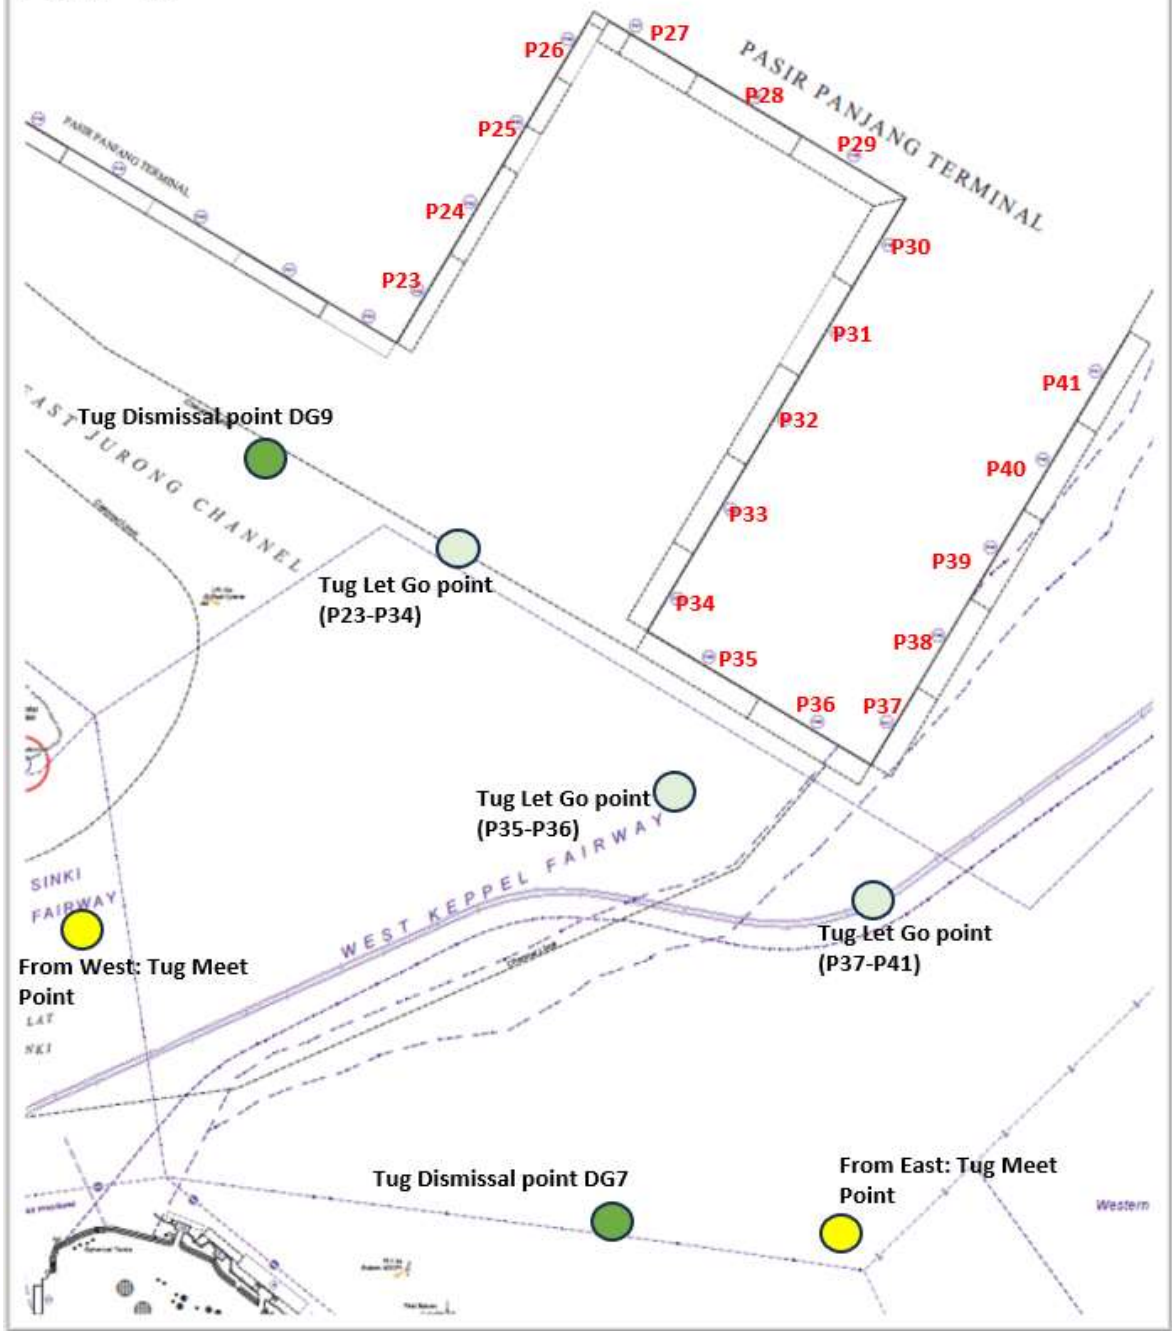 P27
P26
PASIR PANJANG TERMINAL
P28
P25
PASIR PANJANG TERMINAL
P29
P24
P30
P23
P31
P41
Tug Dismissal point DG9
P32
EAST JURONG CHANNEL
P40
P33
P39
Tug Let Go point
(P23-P34)
P34
P38
P35
P36
P37
Tug Let Go point
(P35-P36)
SINKI
FAIRWAY
WEST KEPPEL FAIRWAY
Tug Let Go point
(P37-P41)
From West: Tug Meet
Point
LAT
NKI
From East: Tug Meet
Point
Tug Dismissal point DG7
Western